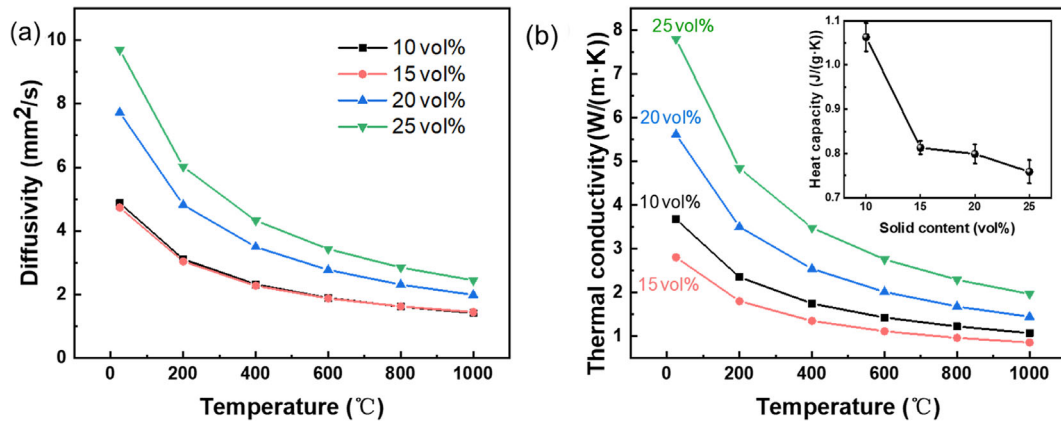 (a)
10
8
6
4
2
0
Diffusivity (mm²/s)
10 vol%
15 vol%
20 vol%
25 vol%
0 200 400 600 800 1000
Temperature (℃)
(b)
8
7
6
5
4
3
2
1
Thermal conductivity (W/(m·K))
25 vol%
20 vol%
10 vol%
15 vol%
0 200 400 600 800 1000
Temperature (℃)
1.1
1.0
0.9
0.8
0.7
Heat capacity (J/(g·K))
10 15 20 25
Solid content (vol%)